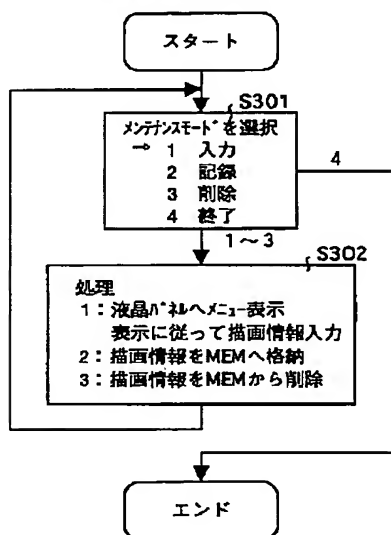 スタート
S301
メンテナンスモードを選択
⇒ 1 入力
2 記録
3 削除
4 終了
4
1〜3
S302
処理
1:液晶パネルへメニュー表示
表示に従って描画情報入力
2:描画情報をMEMへ格納
3:描画情報をMEMから削除
エンド